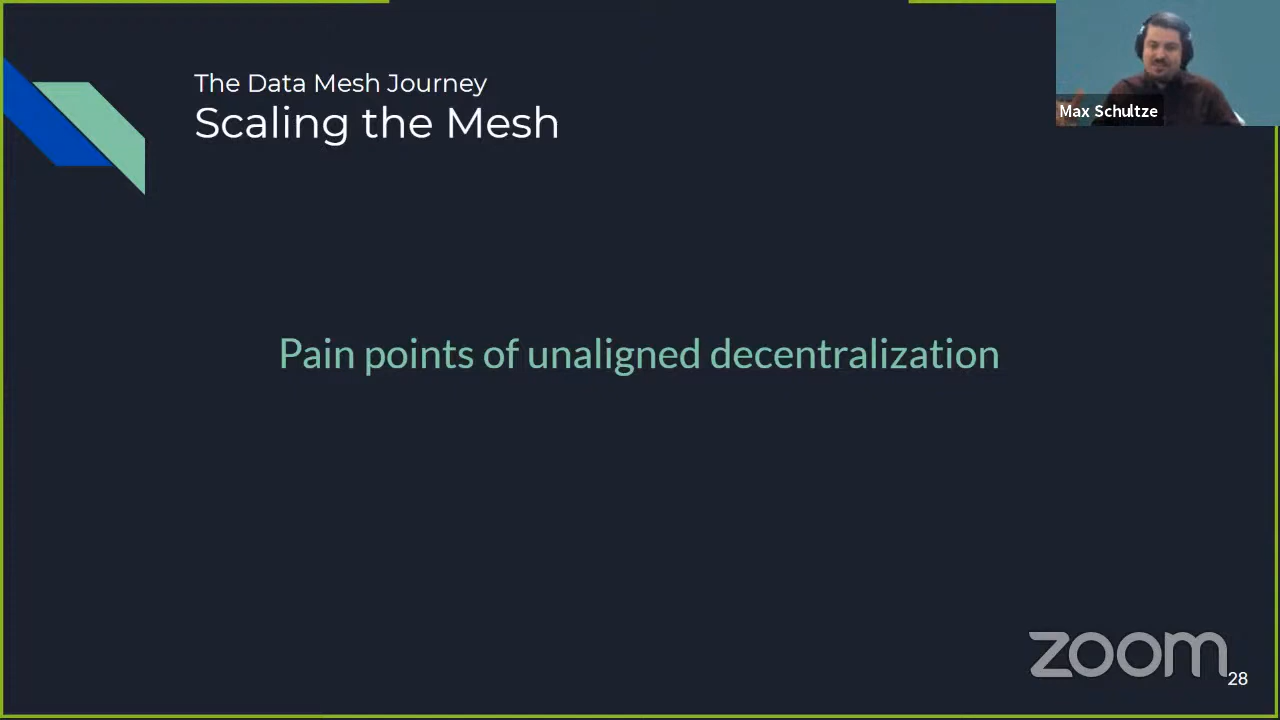 The Data Mesh Journey
Scaling the Mesh
Max Schultze
Pain points of unaligned decentralization
zoom
28